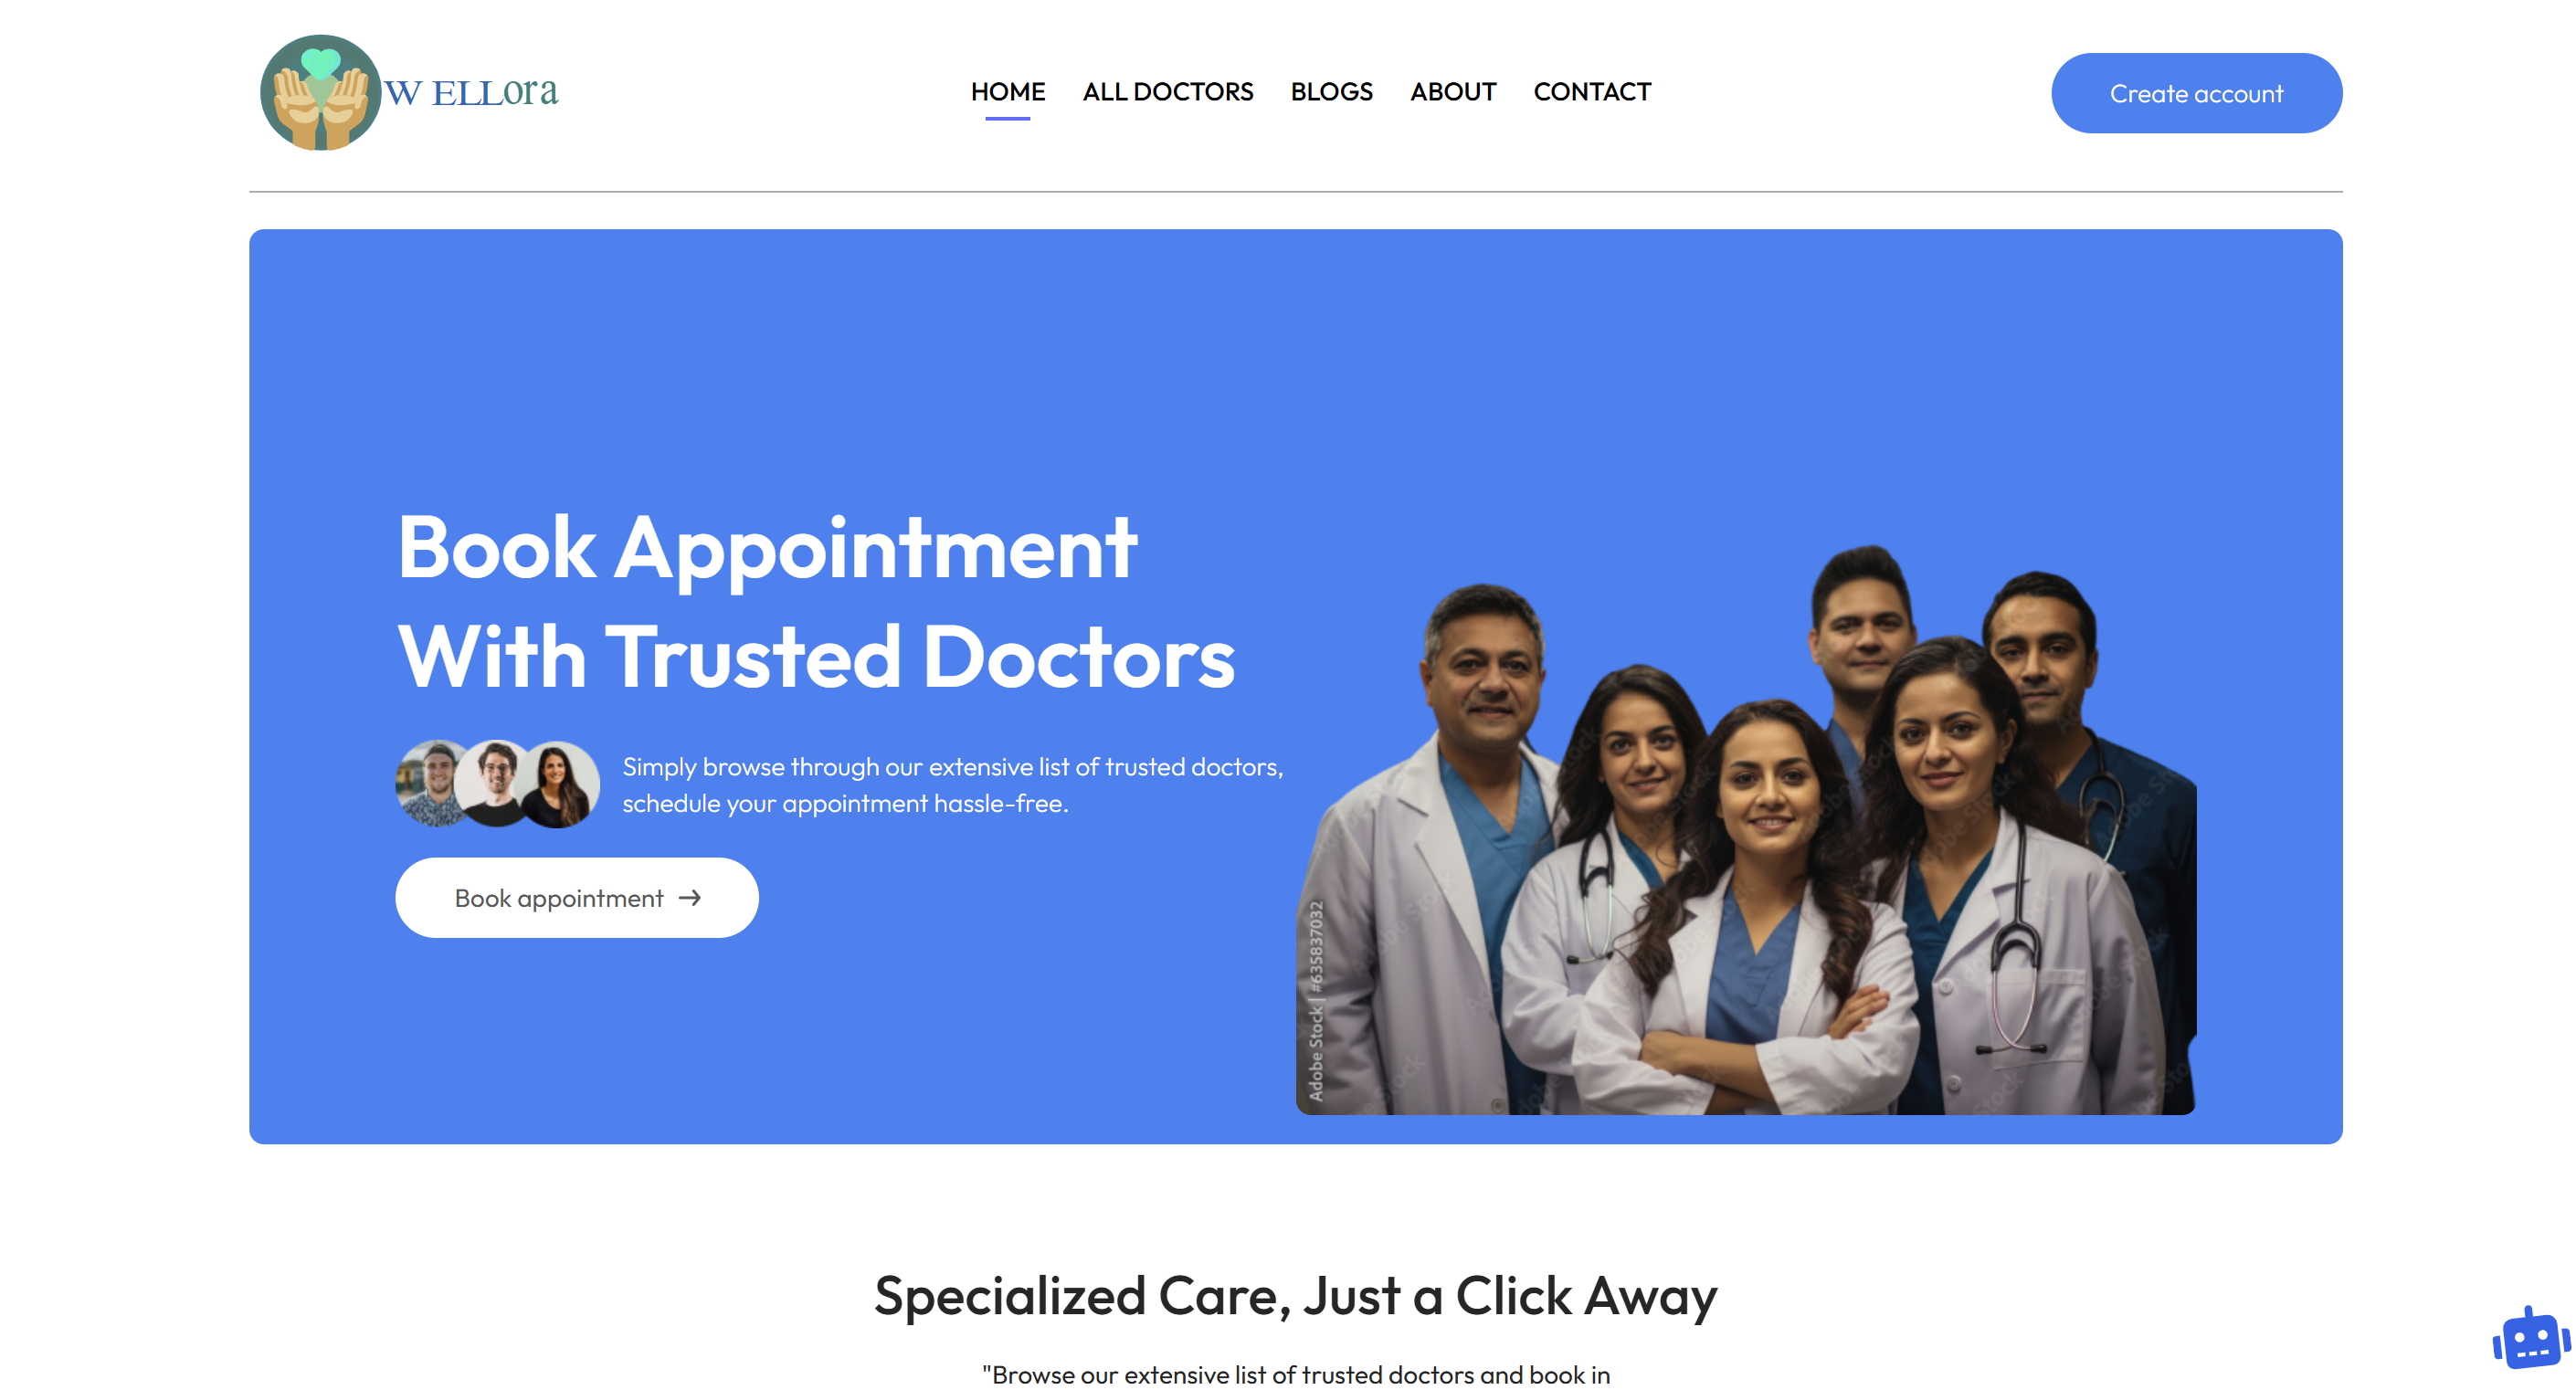 W ELLora
HOME
ALL DOCTORS
BLOGS
ABOUT
CONTACT
Create account
Book Appointment
With Trusted Doctors
Simply browse through our extensive list of trusted doctors,
schedule your appointment hassle-free.
Book appointment →
Adobe Stock | #635837032
Specialized Care, Just a Click Away
"Browse our extensive list of trusted doctors and book in